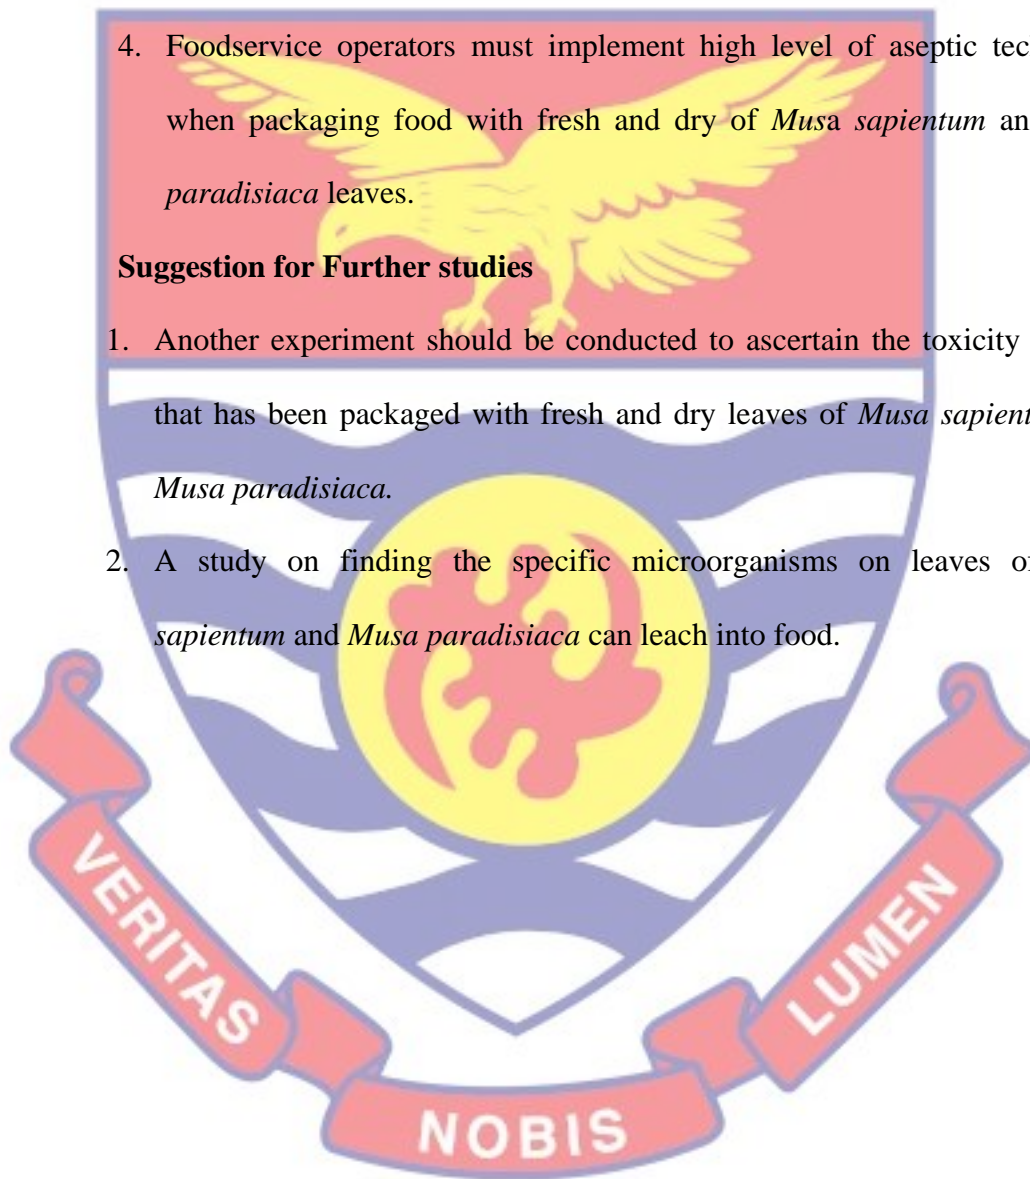 4. Foodservice operators must implement high level of aseptic tec
when packaging food with fresh and dry of Musa sapientum an
paradisiaca leaves.
Suggestion for Further studies
1. Another experiment should be conducted to ascertain the toxicity
that has been packaged with fresh and dry leaves of Musa sapient
Musa paradisiaca.
2. A study on finding the specific microorganisms on leaves of
sapientum and Musa paradisiaca can leach into food.
VERITAS
NOBIS
LUMEN